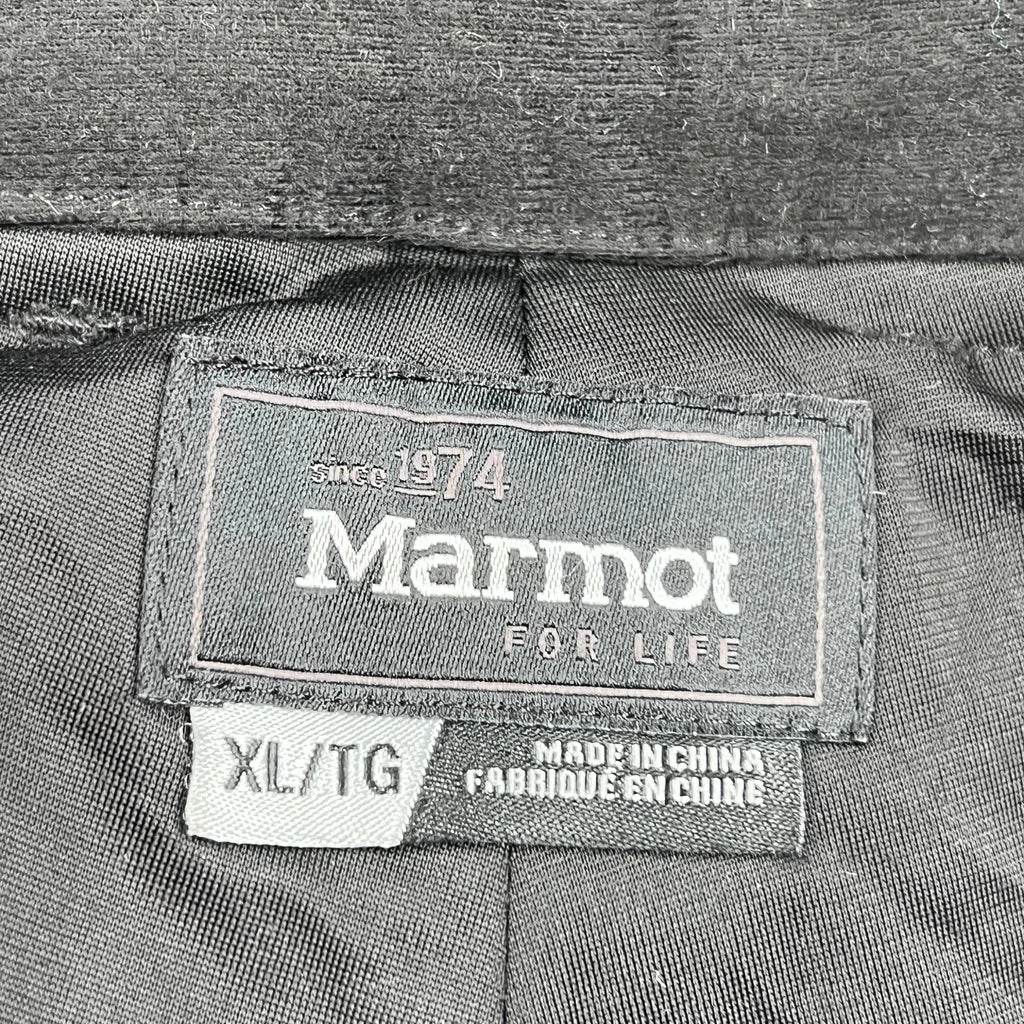 since 1974
Marmot
FOR LIFE
XL/TG
MADE IN CHINA
FABRIQUÉ EN CHINE